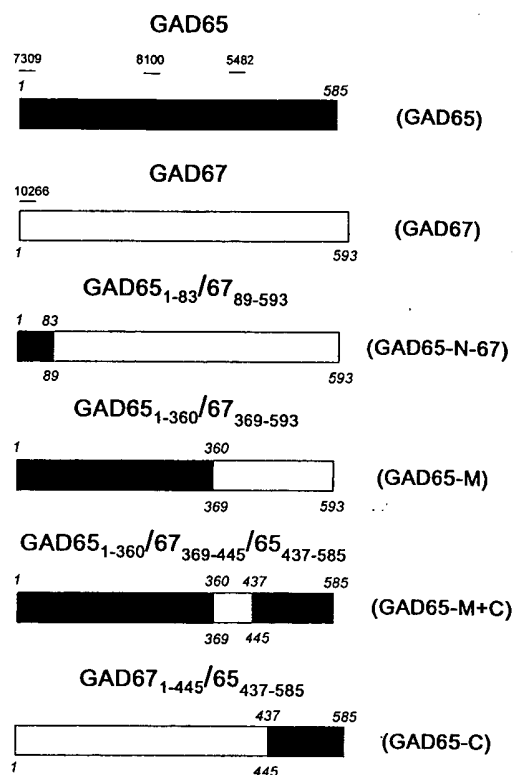 GAD65
7309 8100 5482
1 585
(GAD65)
GAD67
10266
(GAD67)
1 593
GAD65₁₋₈₃/67₈₉₋₅₉₃
1 83
(GAD65-N-67)
89 593
GAD65₁₋₃₆₀/67₃₆₉₋₅₉₃
1 360
(GAD65-M)
369 593
GAD65₁₋₃₆₀/67₃₆₉₋₄₄₅/65₄₃₇₋₅₈₅
1 360 437 585
(GAD65-M+C)
369 445
GAD67₁₋₄₄₅/65₄₃₇₋₅₈₅
437 585
(GAD65-C)
1 445